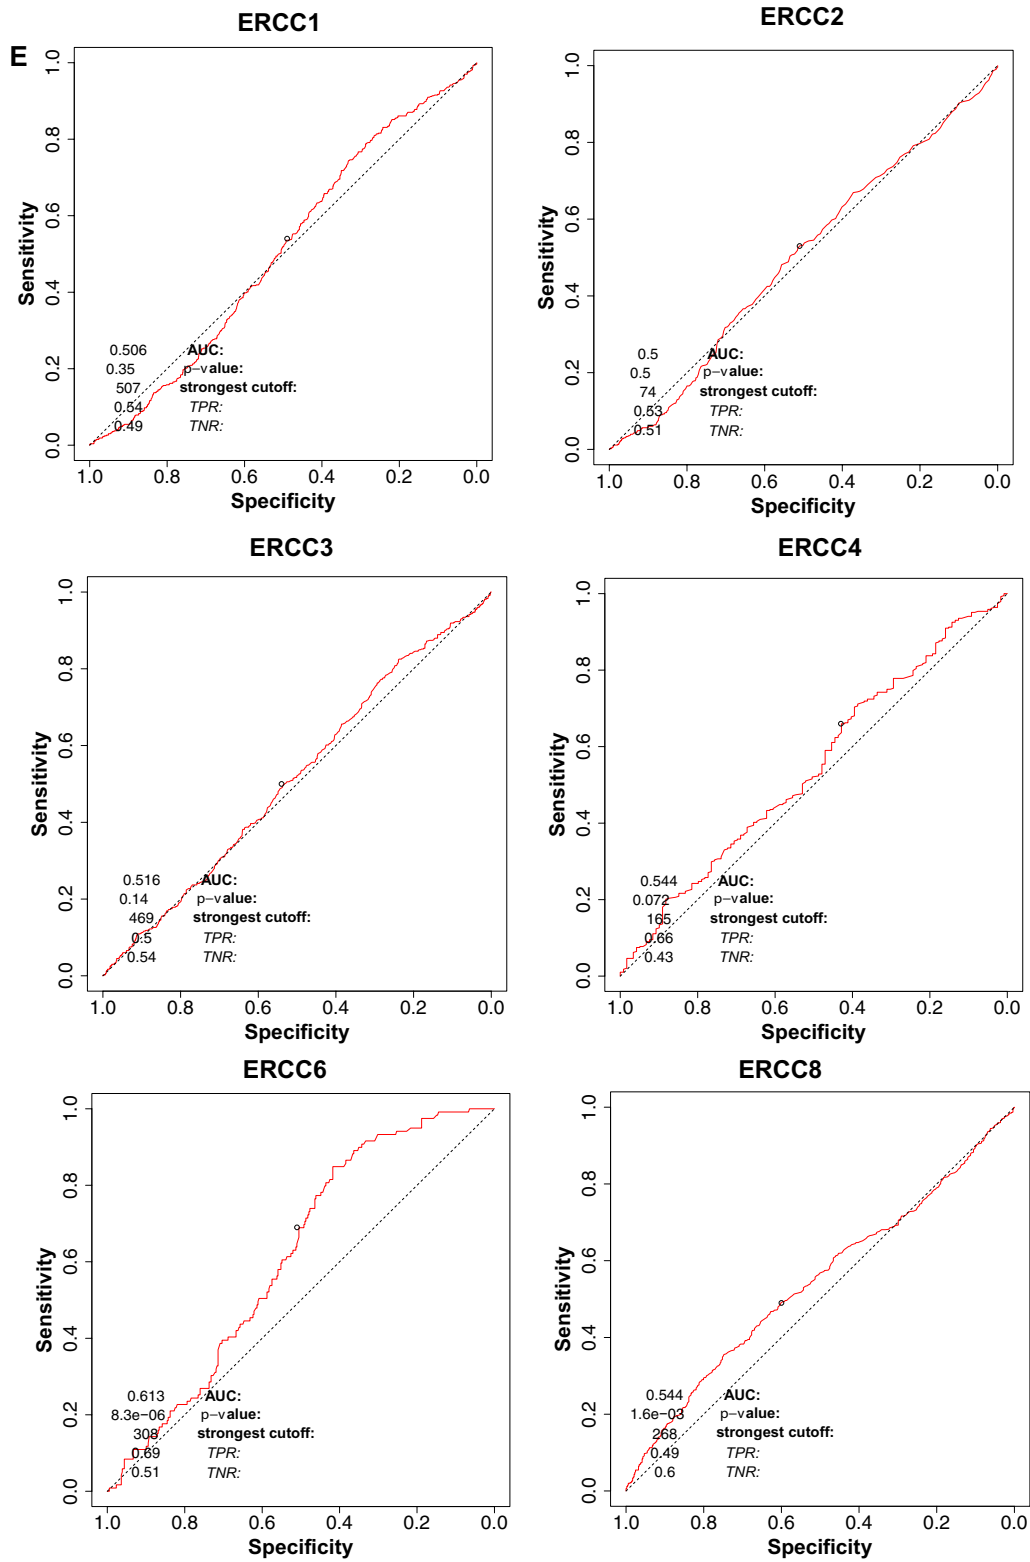 E
ERCC1
Sensitivity
1.0
0.8
0.6
0.4
0.2
0.0
0.506 AUC:
0.35 p-value:
507 strongest cutoff:
0.54 TPR:
0.49 TNR:
1.0 0.8 0.6 0.4 0.2 0.0
Specificity
ERCC2
Sensitivity
1.0
0.8
0.6
0.4
0.2
0.0
0.5 AUC:
0.5 p-value:
74 strongest cutoff:
0.53 TPR:
0.51 TNR:
1.0 0.8 0.6 0.4 0.2 0.0
Specificity
ERCC3
Sensitivity
1.0
0.8
0.6
0.4
0.2
0.0
0.516 AUC:
0.14 p-value:
469 strongest cutoff:
0.5 TPR:
0.54 TNR:
1.0 0.8 0.6 0.4 0.2 0.0
Specificity
ERCC4
Sensitivity
1.0
0.8
0.6
0.4
0.2
0.0
0.544 AUC:
0.072 p-value:
165 strongest cutoff:
0.66 TPR:
0.43 TNR:
1.0 0.8 0.6 0.4 0.2 0.0
Specificity
ERCC6
Sensitivity
1.0
0.8
0.6
0.4
0.2
0.0
0.613 AUC:
8.3e-06 p-value:
308 strongest cutoff:
0.69 TPR:
0.51 TNR:
1.0 0.8 0.6 0.4 0.2 0.0
Specificity
ERCC8
Sensitivity
1.0
0.8
0.6
0.4
0.2
0.0
0.544 AUC:
1.6e-03 p-value:
268 strongest cutoff:
0.49 TPR:
0.6 TNR:
1.0 0.8 0.6 0.4 0.2 0.0
Specificity